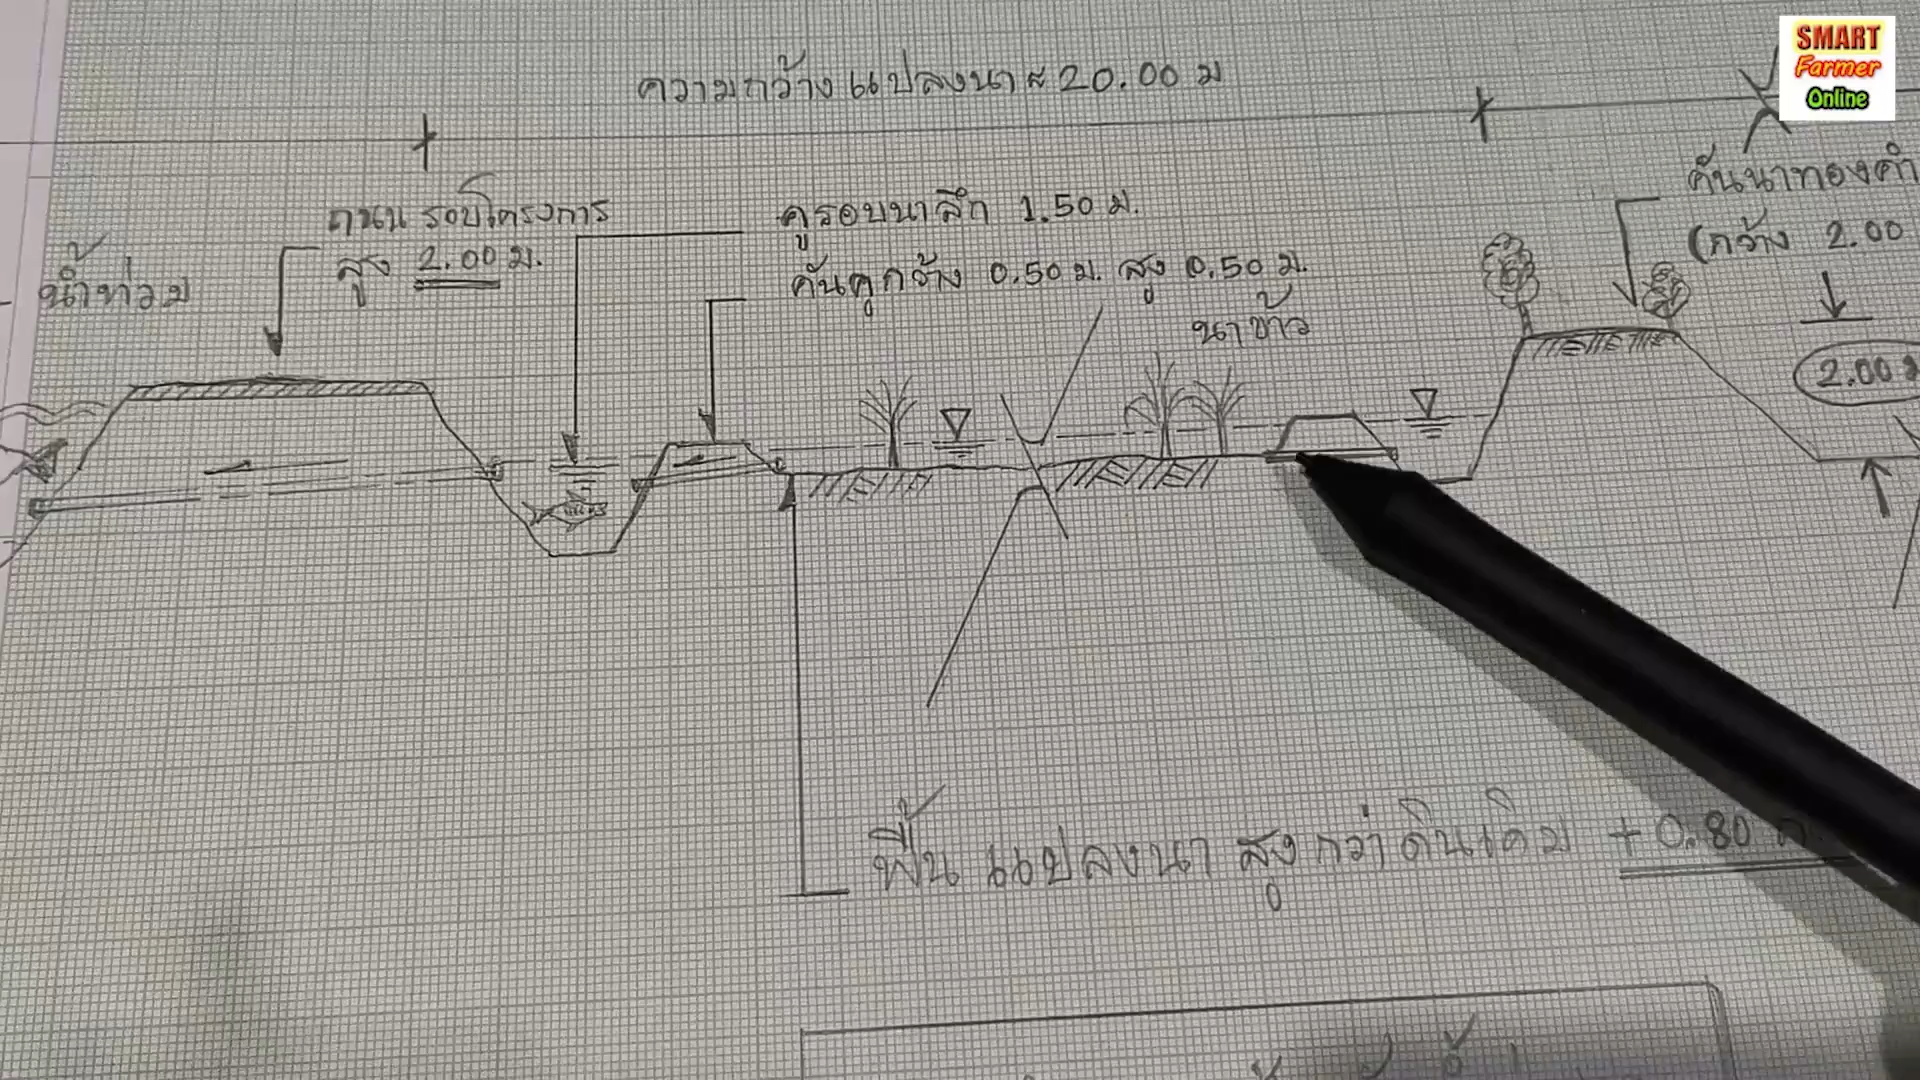 ความกว้างแปลงนา ≈ 20.00 ม
SMART
Farmer
Online
ถนนรอบโครงการ
สูง 2.00 ม.
น้ำท่วม
คูรอบนาลึก 1.50 ม.
คันคูกว้าง 0.50 ม. สูง 0.50 ม.
นาข้าว
คันนาทองคำ
(กว้าง 2.00
2.00
พื้นแปลงนา สูงกว่าดินเดิม +0.80